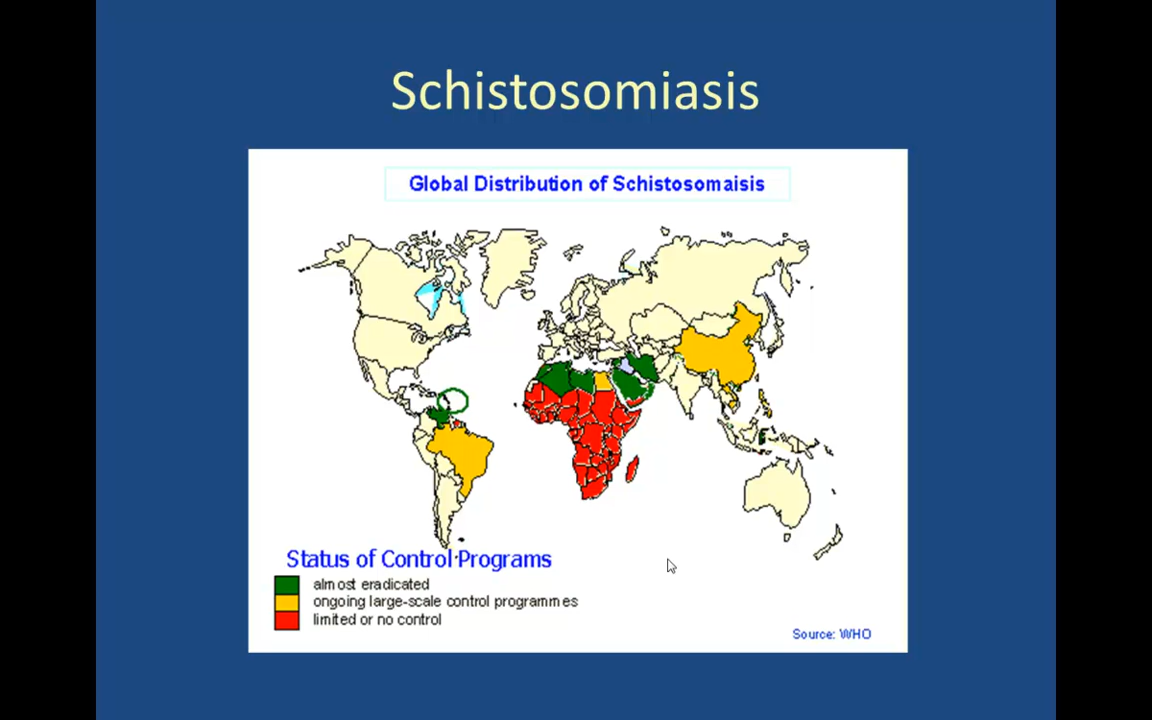 Schistosomiasis
Global Distribution of Schistosomaisis
Status of Control Programs
almost eradicated
ongoing large-scale control programmes
limited or no control
Source: WHO